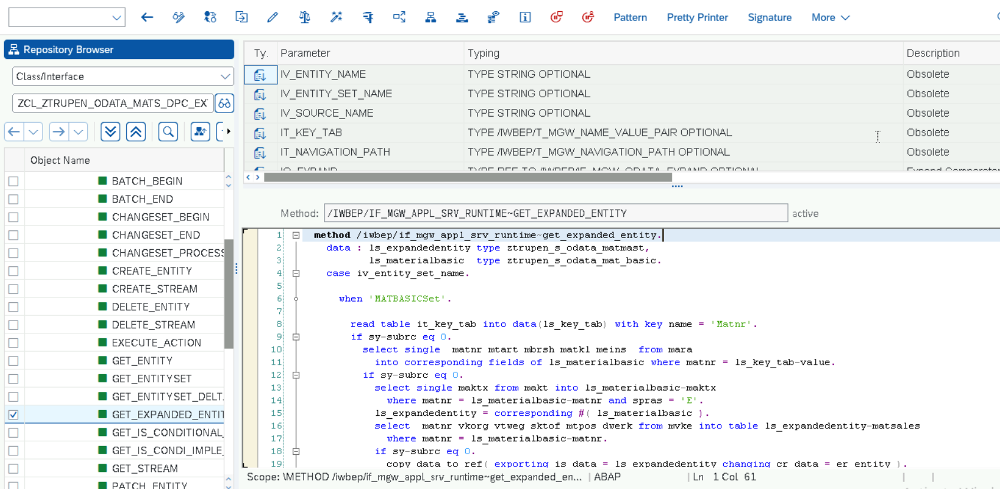 Pattern Pretty Printer Signature More
Repository Browser
Class/Interface
ZCL_ZTRUPEN_ODATA_MATS_DPC_EX
Object Name
BATCH_BEGIN
BATCH_END
CHANGESET_BEGIN
CHANGESET_END
CHANGESET_PROCESS
CREATE_ENTITY
CREATE_STREAM
DELETE_ENTITY
DELETE_STREAM
EXECUTE_ACTION
GET_ENTITY
GET_ENTITYSET
GET_ENTITYSET_DELT
GET_EXPANDED_ENTIT
GET_IS_CONDITIONAL_
GET_IS_CONDI_IMPLE_
GET_STREAM
PATCH_ENTITY
Ty. Parameter Typing Description
IV_ENTITY_NAME TYPE STRING OPTIONAL Obsolete
IV_ENTITY_SET_NAME TYPE STRING OPTIONAL Obsolete
IV_SOURCE_NAME TYPE STRING OPTIONAL Obsolete
IT_KEY_TAB TYPE /IWBEP/T_MGW_NAME_VALUE_PAIR OPTIONAL Obsolete
IT_NAVIGATION_PATH TYPE /IWBEP/T_MGW_NAVIGATION_PATH OPTIONAL Obsolete
IO_EXPAND TYPE REF TO /IWBEP/IF_MGW_ODATA_EXPAND OPTIONAL
Method: /IWBEP/IF_MGW_APPL_SRV_RUNTIME~GET_EXPANDED_ENTITY active
1 method /iwbep/if_mgw_appl_srv_runtime~get_expanded_entity.
2 data : ls_expandedentity type ztrupen_s_odata_matmast,
3 ls_materialbasic type ztrupen_s_odata_mat_basic.
4 case iv_entity_set_name.
5
6 when 'MATBASICSet'.
7
8 read table it_key_tab into data(ls_key_tab) with key name = 'Matnr'.
9 if sy-subrc eq 0.
10 select single matnr mtart mbrsh matkl meins from mara
11 into corresponding fields of ls_materialbasic where matnr = ls_key_tab-value.
12 if sy-subrc eq 0.
13 select single maktx from makt into ls_materialbasic-maktx
14 where matnr = ls_materialbasic-matnr and spras = 'E'.
15 ls_expandedentity = corresponding #( ls_materialbasic ).
16 select matnr vkorg vtweg sktof mtpos dwerk from mvke into table ls_expandedentity-matsales
17 where matnr = ls_materialbasic-matnr.
18 if sy-subrc eq 0.
19 copy_data_to_ref( exporting is_data = ls_expandedentity changing cr_data = er_entity ).
Scope: \METHOD /iwbep/if_mgw_appl_srv_runtime~get_expanded_en... ABAP Ln 1 Col 61